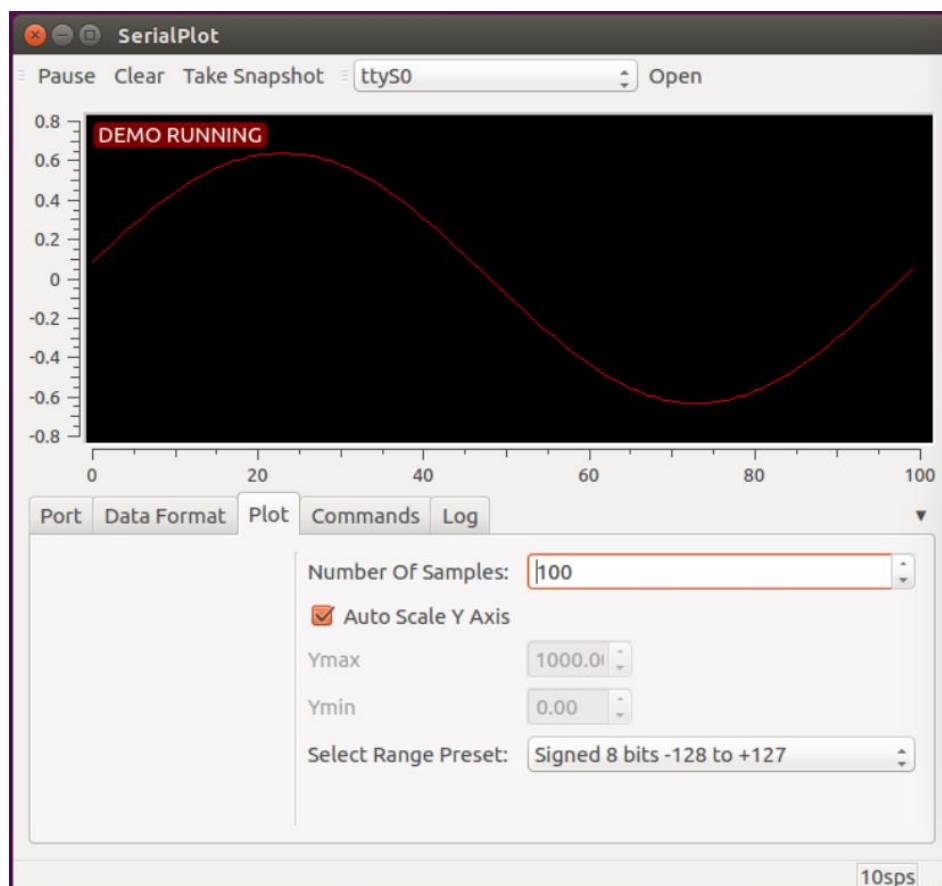 SerialPlot
Pause Clear Take Snapshot ttyS0 Open
DEMO RUNNING
0.8
0.6
0.4
0.2
0
-0.2
-0.4
-0.6
-0.8
0 20 40 60 80 100
Port Data Format Plot Commands Log
Number Of Samples: 100
Auto Scale Y Axis
Ymax 1000.0
Ymin 0.00
Select Range Preset: Signed 8 bits -128 to +127
10sps